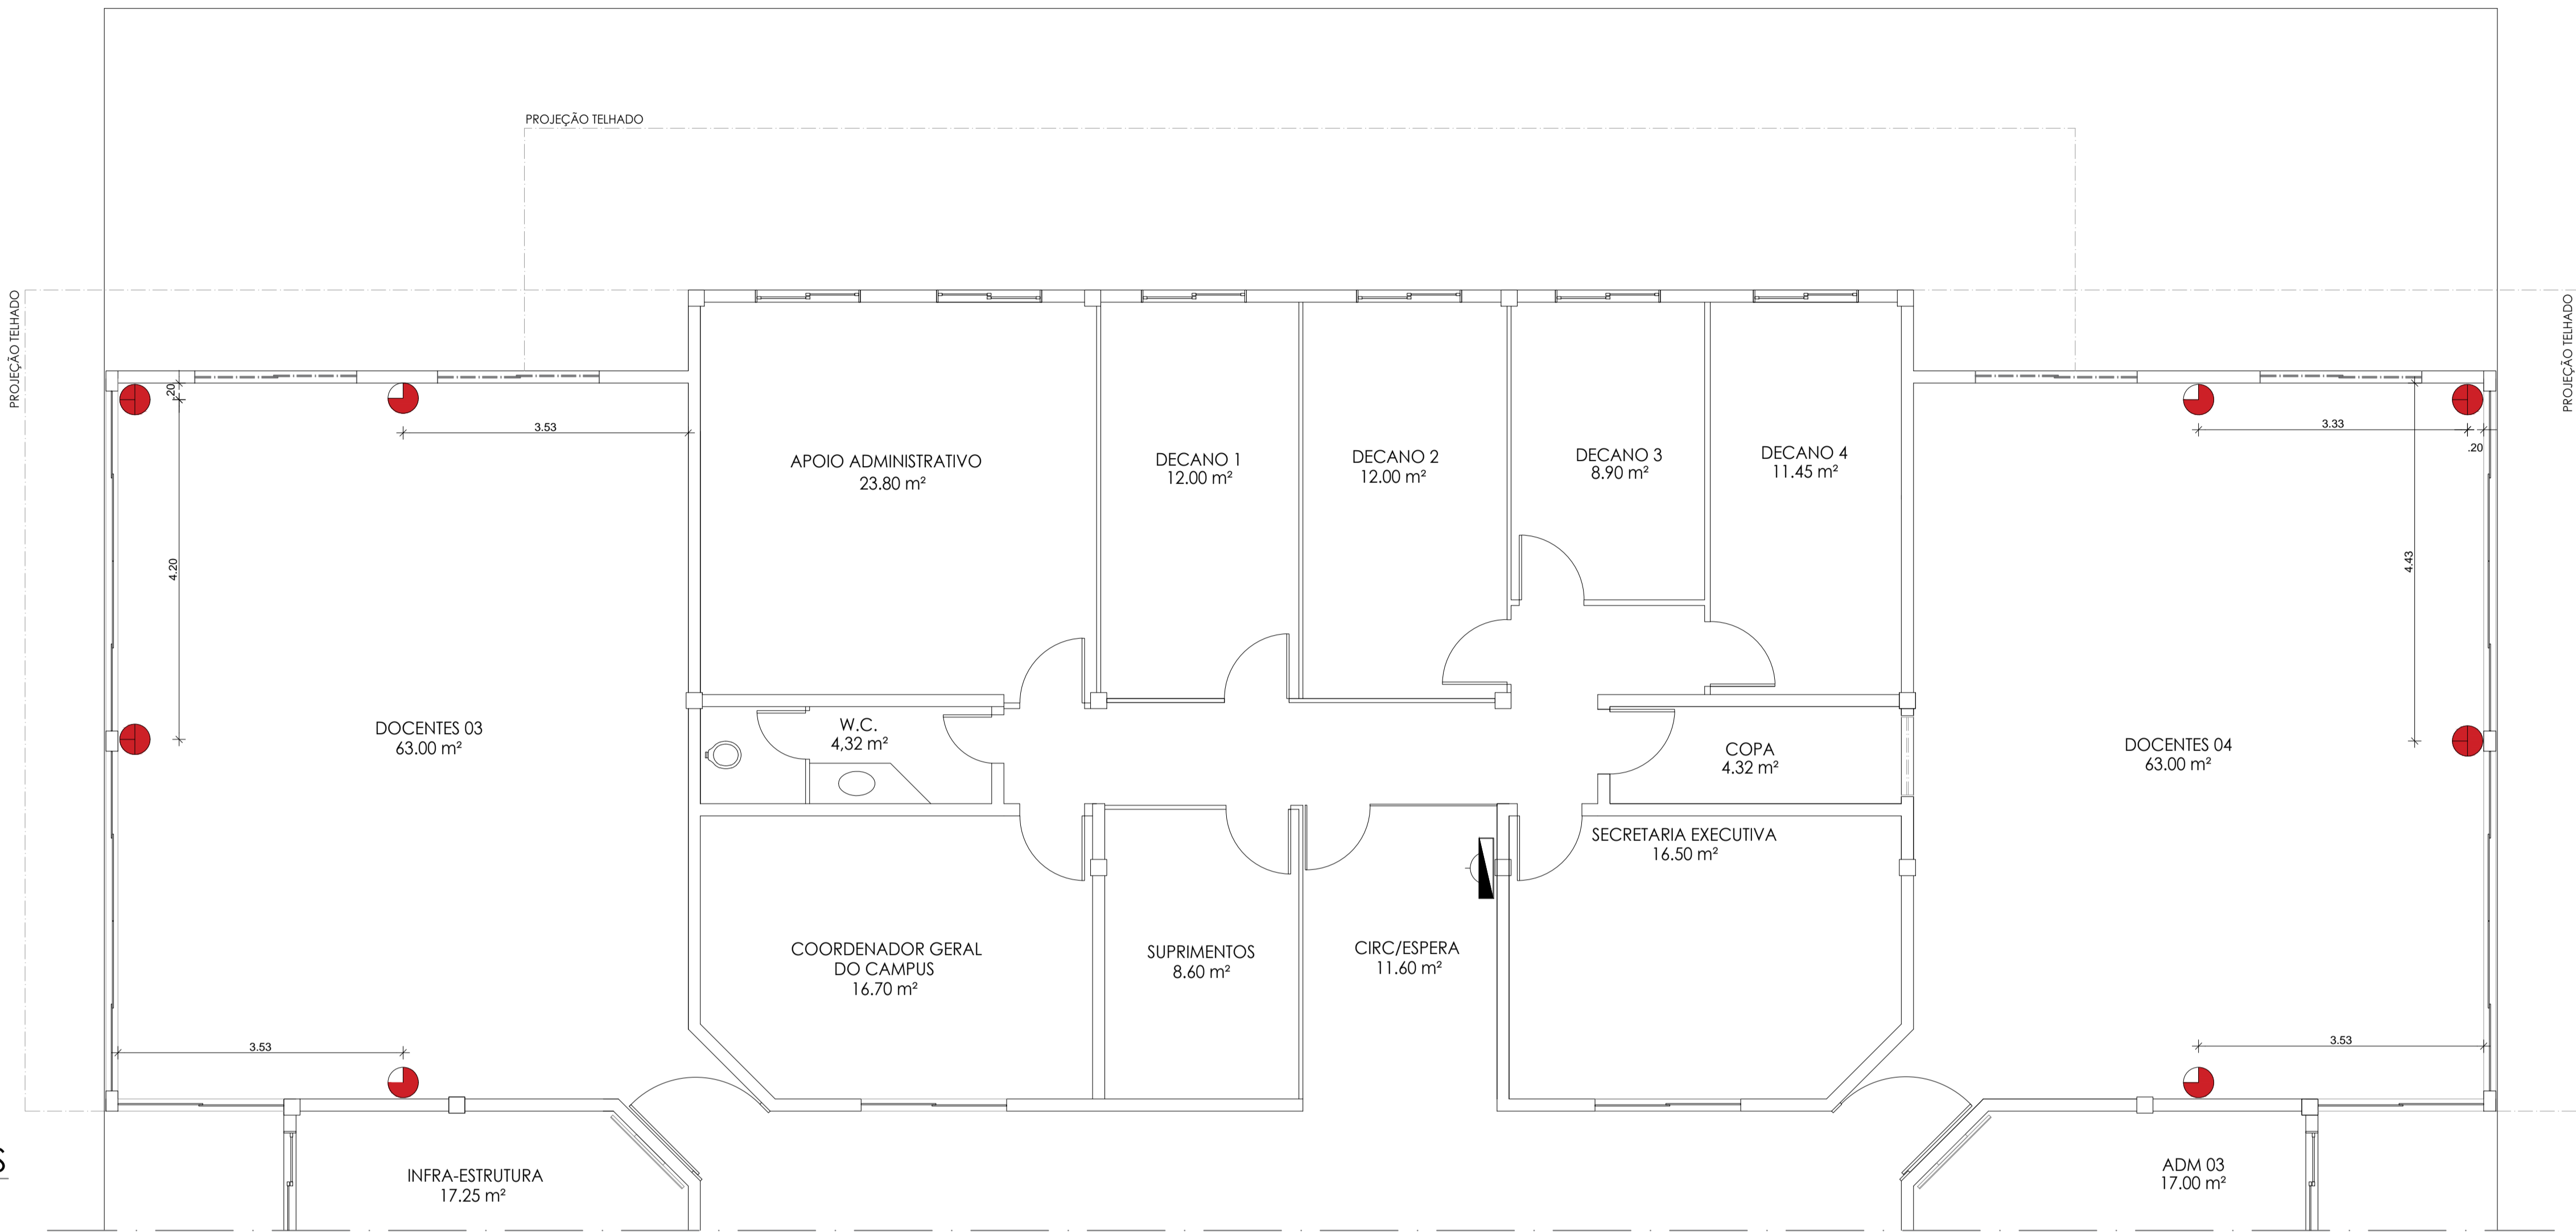 PROJEÇÃO TELHADO
PROJEÇÃO TELHADO
PROJEÇÃO TELHADO
.20
3.53
3.33
.20
4.20
4.43
APOIO ADMINISTRATIVO
23.80 m²
DECANO 1
12.00 m²
DECANO 2
12.00 m²
DECANO 3
8.90 m²
DECANO 4
11.45 m²
DOCENTES 03
63.00 m²
W.C.
4,32 m²
COPA
4.32 m²
DOCENTES 04
63.00 m²
SECRETARIA EXECUTIVA
16.50 m²
COORDENADOR GERAL
DO CAMPUS
16.70 m²
SUPRIMENTOS
8.60 m²
CIRC/ESPERA
11.60 m²
3.53
3.53
INFRA-ESTRUTURA
17.25 m²
ADM 03
17.00 m²